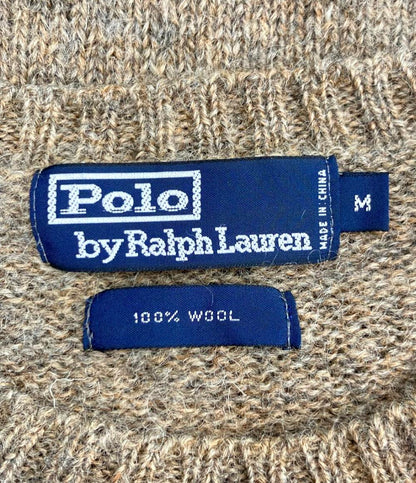 Polo
by Ralph Lauren
MADE IN CHINA
M
100% WOOL